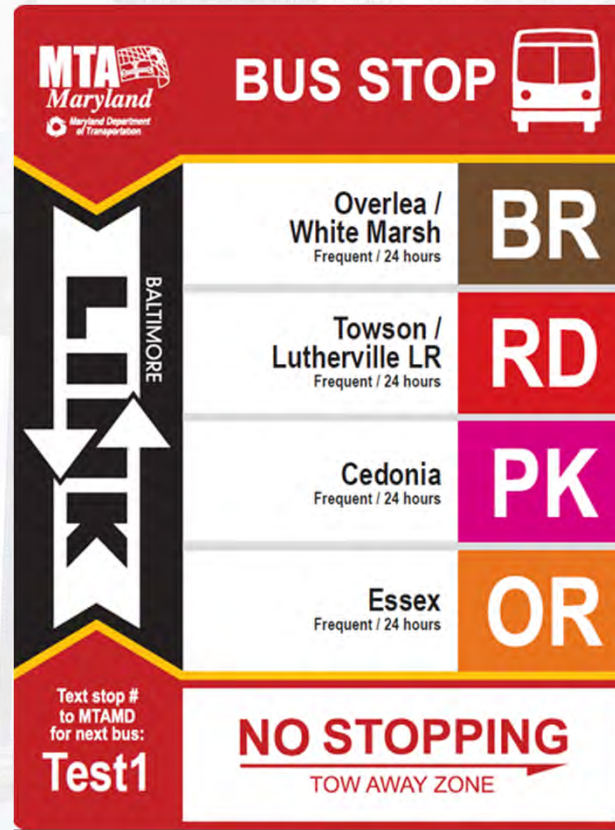 MTA
Maryland
Maryland Department
of Transportation
BUS STOP
BALTIMORE
LINK
Overlea /
White Marsh
Frequent / 24 hours
BR
Towson /
Lutherville LR
Frequent / 24 hours
RD
Cedonia
Frequent / 24 hours
PK
Essex
Frequent / 24 hours
OR
Text stop #
to MTAMD
for next bus:
Test1
NO STOPPING
TOW AWAY ZONE